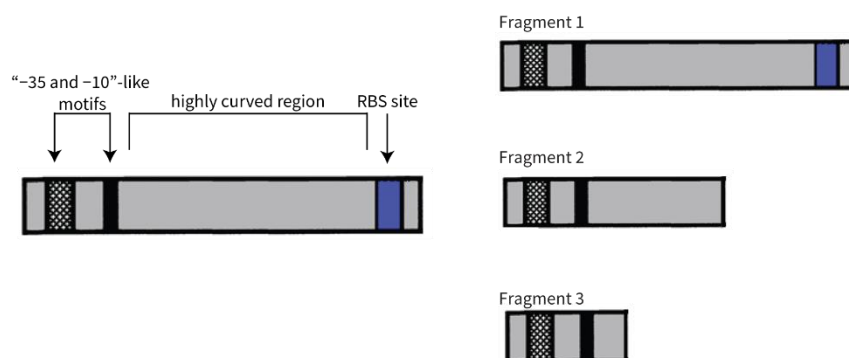 “−35 and −10”-like
motifs
highly curved region
RBS site
Fragment 1
Fragment 2
Fragment 3